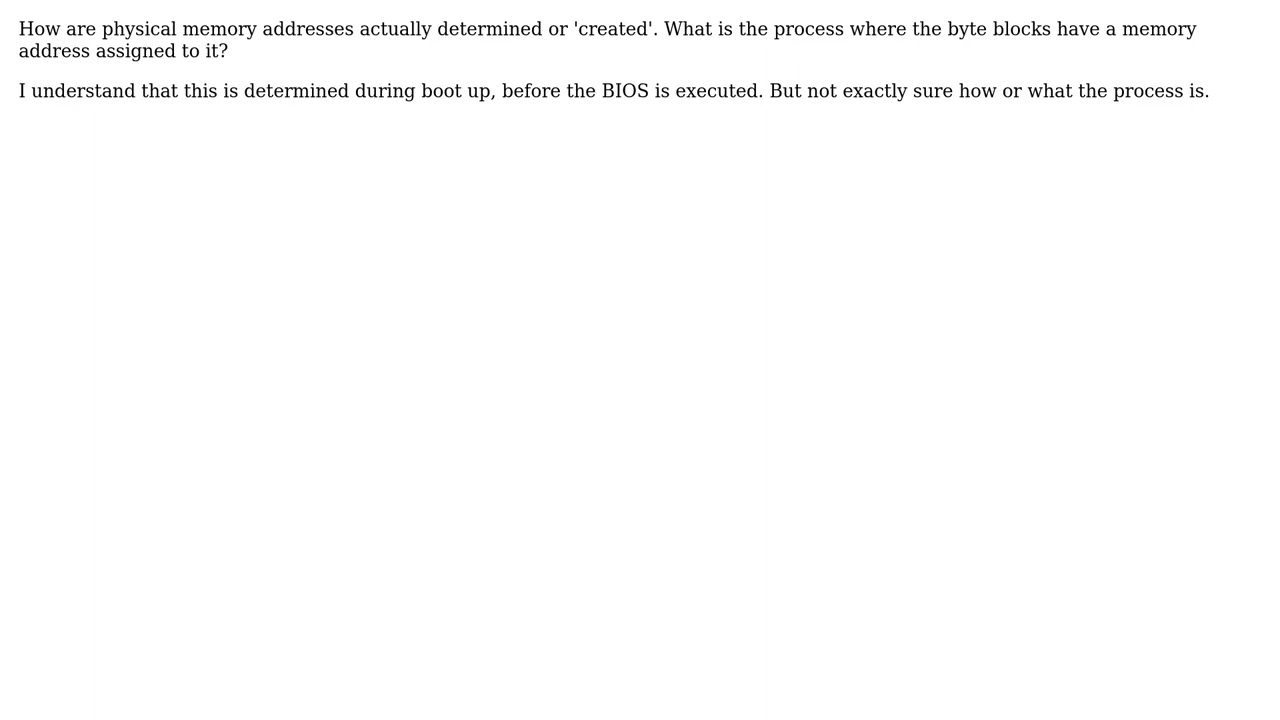 How are physical memory addresses actually determined or 'created'. What is the process where the byte blocks have a memory
address assigned to it?
I understand that this is determined during boot up, before the BIOS is executed. But not exactly sure how or what the process is.